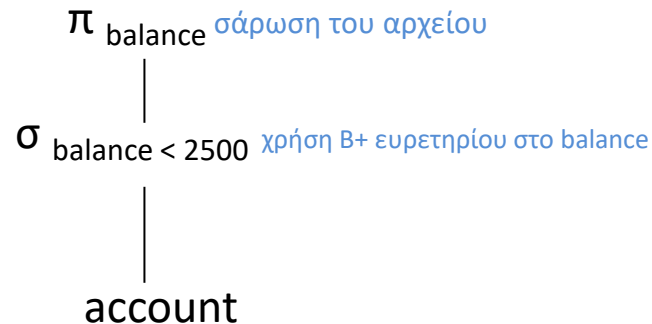 π balance σάρωση του αρχείου
σ balance < 2500 χρήση B+ ευρετηρίου στο balance
account